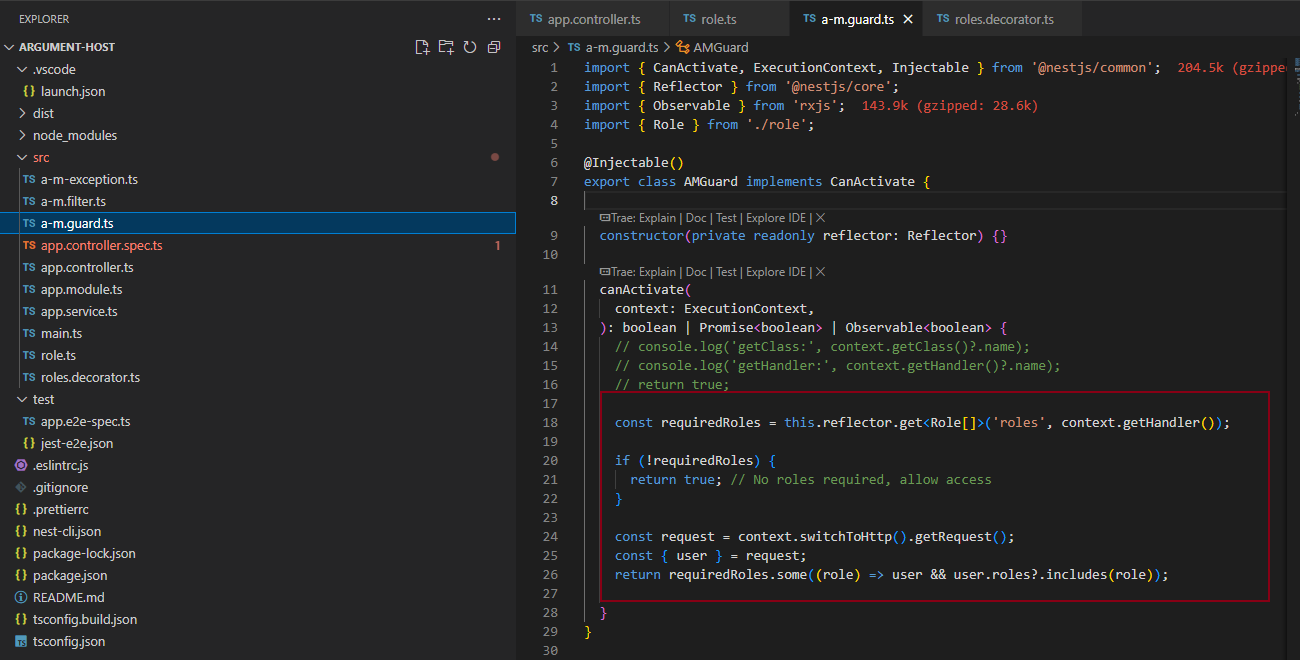 EXPLORER
ARGUMENT-HOST
.vscode
{} launch.json
dist
node_modules
src
TS a-m-exception.ts
TS a-m.filter.ts
TS a-m.guard.ts
TS app.controller.spec.ts 1
TS app.controller.ts
TS app.module.ts
TS app.service.ts
TS main.ts
TS role.ts
TS roles.decorator.ts
test
TS app.e2e-spec.ts
{} jest-e2e.json
.eslintrc.js
.gitignore
{} .prettierrc
{} nest-cli.json
{} package-lock.json
{} package.json
README.md
{} tsconfig.build.json
TS tsconfig.json
TS app.controller.ts TS role.ts TS a-m.guard.ts TS roles.decorator.ts
src > TS a-m.guard.ts > AMGuard
1 import { CanActivate, ExecutionContext, Injectable } from '@nestjs/common'; 204.5k (gzipped
2 import { Reflector } from '@nestjs/core';
3 import { Observable } from 'rxjs'; 143.9k (gzipped: 28.6k)
4 import { Role } from './role';
5
6 @Injectable()
7 export class AMGuard implements CanActivate {
8
Trae: Explain | Doc | Test | Explore IDE | X
9 constructor(private readonly reflector: Reflector) {}
10
Trae: Explain | Doc | Test | Explore IDE | X
11 canActivate(
12 context: ExecutionContext,
13 ): boolean | Promise<boolean> | Observable<boolean> {
14 // console.log('getClass:', context.getClass()?.name);
15 // console.log('getHandler:', context.getHandler()?.name);
16 // return true;
17
18 const requiredRoles = this.reflector.get<Role[]>('roles', context.getHandler());
19
20 if (!requiredRoles) {
21 return true; // No roles required, allow access
22 }
23
24 const request = context.switchToHttp().getRequest();
25 const { user } = request;
26 return requiredRoles.some((role) => user && user.roles?.includes(role));
27
28 }
29 }
30